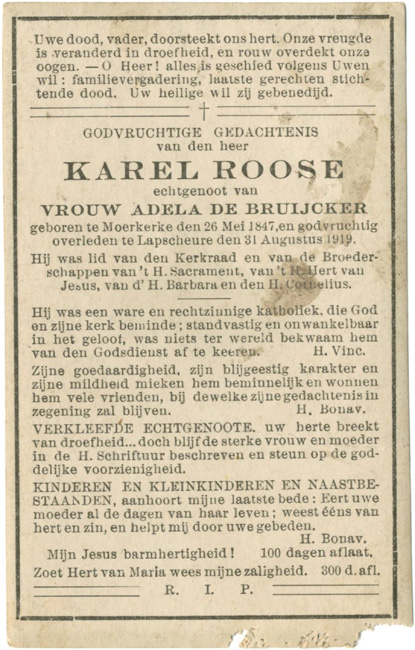 Uwe dood, vader, doorsteekt ons hert. Onze vreugde
is veranderd in droefheid, en rouw overdekt onze
oogen. — O Heer! alles is geschied volgens Uwen
wil: familievergadering, laatste gerechten stich-
tende dood. Uw heilige wil zij gebenedijd.
GODVRUCHTIGE GEDACHTENIS
van den heer
KAREL ROOSE
echtgenoot van
VROUW ADELA DE BRUIJCKER
geboren te Moerkerke den 26 Mei 1847, en godvruchtig
overleden te Lapscheure den 31 Augustus 1919.
Hij was lid van den Kerkraad en van de Broeder-
schappen van 't H. Sacrament, van 't H. Hert van
Jesus, van d' H. Barbara en den H. Cornelius.
Hij was een ware en rechtzinnige katholiek, die God
en zijne kerk beminde; standvastig en onwankelbaar
in het geloof, was niets ter wereld bekwaam hem
van den Godsdienst af te keeren. H. Vinc.
Zijne goedaardigheid, zijn blijgeestig karakter en
zijne mildheid mieken hem beminnelijk en wonnen
hem vele vrienden, bij dewelke zijne gedachtenis in
zegening zal blijven. H. Bonav.
VERKLEEFDE ECHTGENOOTE, uw herte breekt
van droefheid... doch blijf de sterke vrouw en moeder
in de H. Schriftuur beschreven en steun op de god-
delijke voorzienigheid.
KINDEREN EN KLEINKINDEREN EN NAASTBE-
STAANDEN, aanhoort mijne laatste bede: Eert uwe
moeder al de dagen van haar leven; weest ééns van
hert en zin, en helpt mij door uwe gebeden.
H. Bonav.
Mijn Jesus barmhertigheid! 100 dagen aflaat.
Zoet Hert van Maria wees mijne zaligheid. 300 d. afl.
R. I. P.